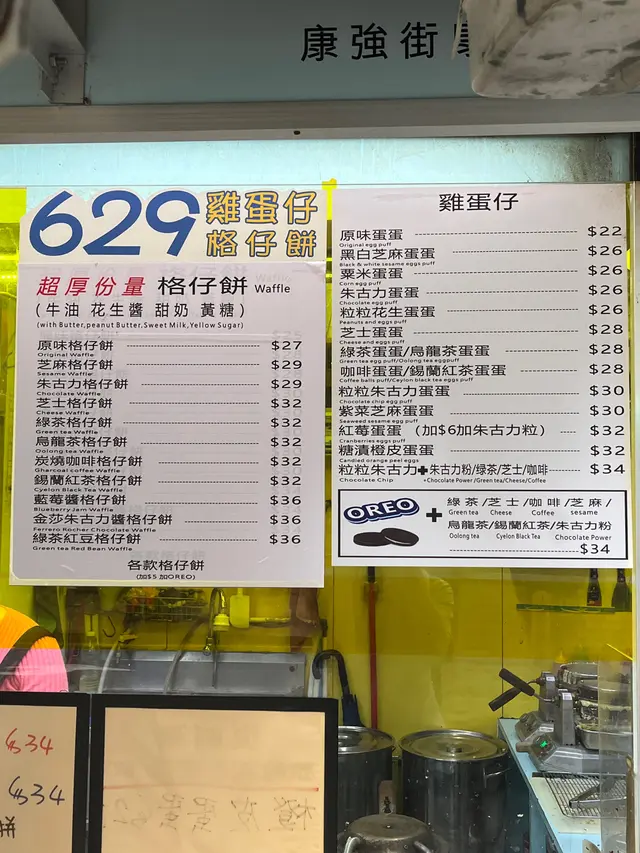 康強街
629 雞蛋仔
格仔餅
超厚份量 格仔餅 Waffle
(牛油 花生醬 甜奶 黃糖)
(with Butter,peanut Butter,Sweet Milk,Yellow Sugar)
原味格仔餅 $27
Original Waffle
芝麻格仔餅 $29
Sesame Waffle
朱古力格仔餅 $29
Chocolate Waffle
芝士格仔餅 $32
Cheese Waffle
綠茶格仔餅 $32
Green tea Waffle
烏龍茶格仔餅 $32
Oolong tea Waffle
炭燒咖啡格仔餅 $32
Gharcoal coffee Waffle
錫蘭紅茶格仔餅 $32
Cyelon Black Tea Waffle
藍莓醬格仔餅 $36
Blueberry Jam Waffle
金莎朱古力醬格仔餅 $36
Ferrero Rocher Chocolate Waffle
綠茶紅豆格仔餅 $36
Green tea Red Bean Waffle
各款格仔餅
(加$5 加OREO)
雞蛋仔
原味蛋蛋 $22
Original egg puff
黑白芝麻蛋蛋 $26
Black & white sesame eggs puff
粟米蛋蛋 $26
Corn egg puff
朱古力蛋蛋 $26
Chocolate egg puff
粒粒花生蛋蛋 $26
Peanuts and eggs puff
芝士蛋蛋 $28
Cheese and eggs puff
綠茶蛋蛋/烏龍茶蛋蛋 $28
Green tea egg puff/Oolong tea eggspuff
咖啡蛋蛋/錫蘭紅茶蛋蛋 $28
Coffee balls puff/Ceylon black tea eggs puff
粒粒朱古力蛋蛋 $30
Chocolate chip egg puff
紫菜芝麻蛋蛋 $30
Seaweed sesame egg puff
紅莓蛋蛋 (加$6加朱古力粒) $32
Cranberries eggs puff
糖漬橙皮蛋蛋 $32
Candied orange peel eggs
粒粒朱古力+朱古力粉/綠茶/芝士/咖啡 $34
Chocolate Chip +Chocolate Power/Green tea/Cheese/Coffee
OREO + 綠茶/芝士/咖啡/芝麻/
Green tea Cheese Coffee sesame
烏龍茶/錫蘭紅茶/朱古力粉
Oolong tea Cyelon Black Tea Chocolate Power
$34
$34
$34
餅